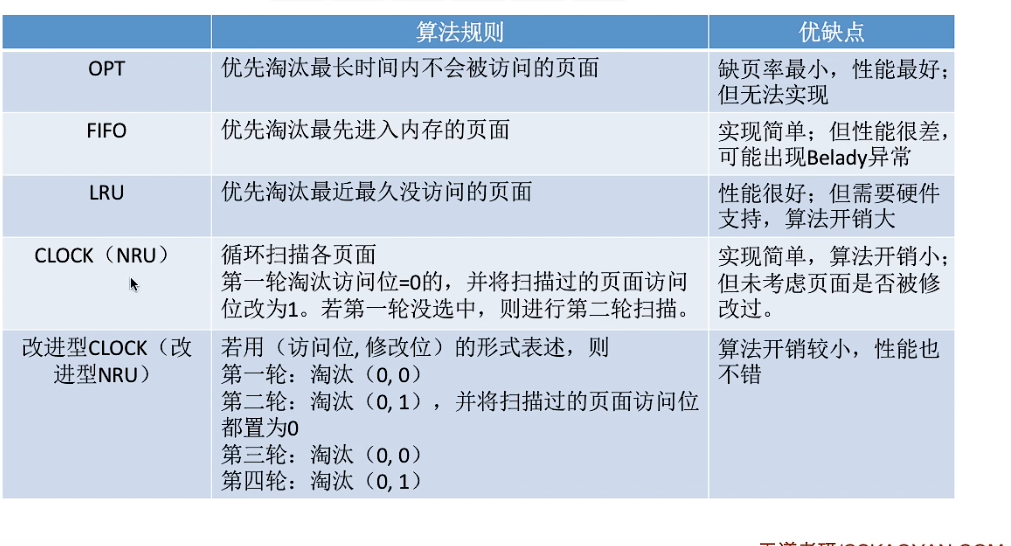 算法规则 优缺点
OPT 优先淘汰最长时间内不会被访问的页面 缺页率最小，性能最好；
但无法实现
FIFO 优先淘汰最先进入内存的页面 实现简单；但性能很差，
可能出现Belady异常
LRU 优先淘汰最近最久没访问的页面 性能很好；但需要硬件
支持，算法开销大
CLOCK（NRU） 循环扫描各页面
第一轮淘汰访问位=0的，并将扫描过的页面访问
位改为1。若第一轮没选中，则进行第二轮扫描。
实现简单，算法开销小；
但未考虑页面是否被修
改过。
改进型CLOCK（改
进型NRU）
若用（访问位, 修改位）的形式表述，则
第一轮：淘汰（0, 0）
第二轮：淘汰（0, 1），并将扫描过的页面访问位
都置为0
第三轮：淘汰（0, 0）
第四轮：淘汰（0, 1）
算法开销较小，性能也
不错